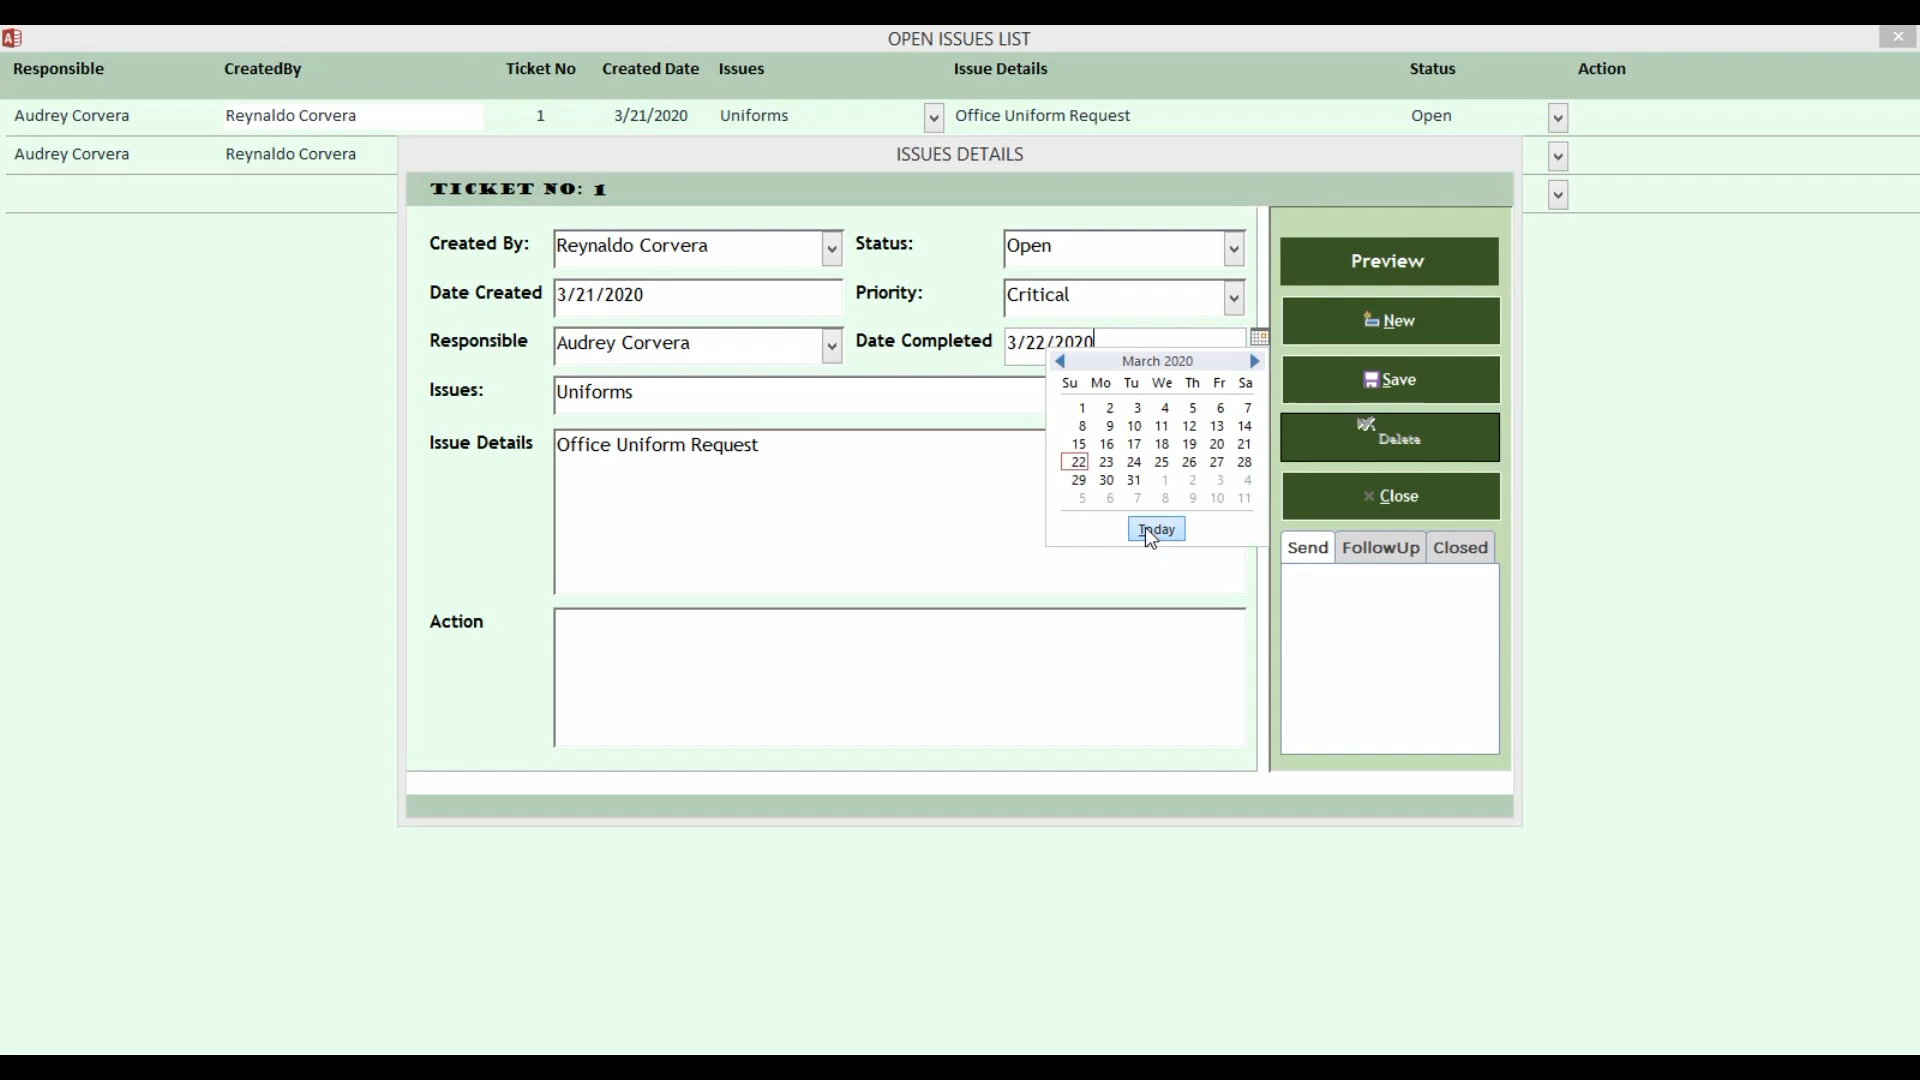 OPEN ISSUES LIST
Responsible CreatedBy Ticket No Created Date Issues Issue Details Status Action
Audrey Corvera Reynaldo Corvera 1 3/21/2020 Uniforms Office Uniform Request Open
Audrey Corvera Reynaldo Corvera
ISSUES DETAILS
TICKET NO: 1
Created By: Reynaldo Corvera Status: Open
Date Created 3/21/2020 Priority: Critical
Responsible Audrey Corvera Date Completed 3/22/2020
Issues: Uniforms
Issue Details Office Uniform Request
Action
March 2020
Su Mo Tu We Th Fr Sa
1 2 3 4 5 6 7
8 9 10 11 12 13 14
15 16 17 18 19 20 21
22 23 24 25 26 27 28
29 30 31 1 2 3 4
5 6 7 8 9 10 11
Today
Preview
New
Save
Delete
Close
Send FollowUp Closed